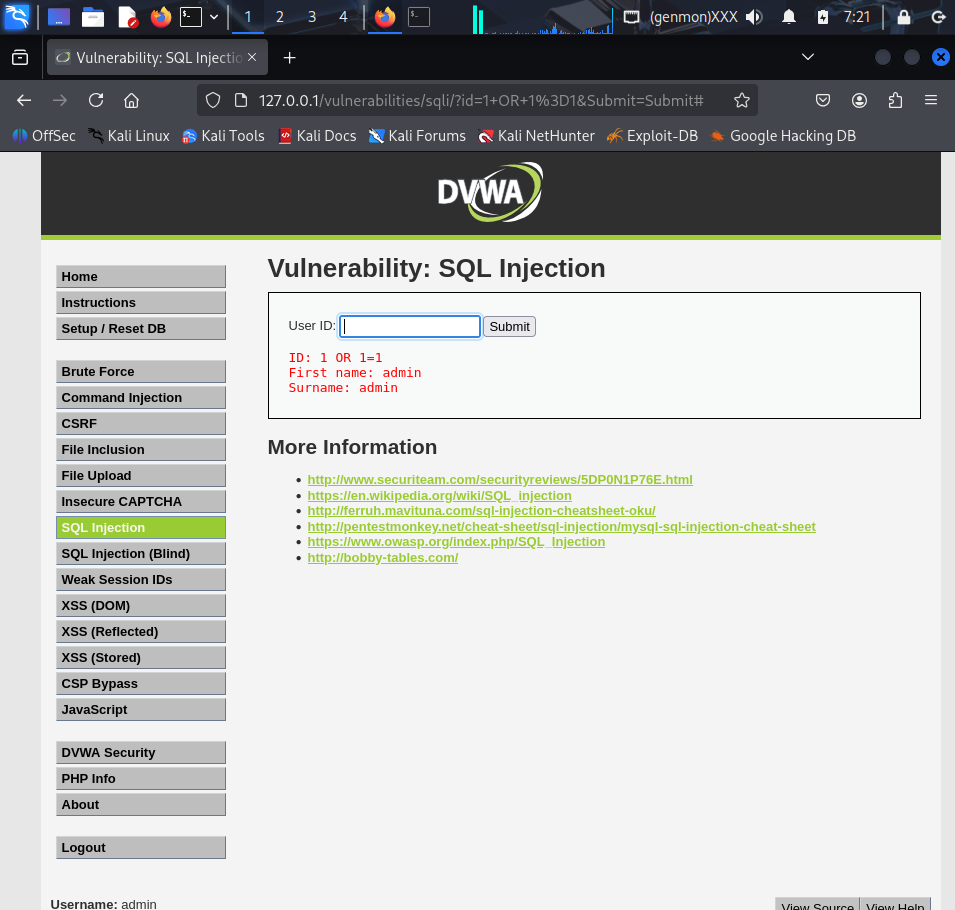 1 2 3 4 (genmon)XXX 7:21
Vulnerability: SQL Injectio
127.0.0.1/vulnerabilities/sqli/?id=1+OR+1%3D1&Submit=Submit#
OffSec Kali Linux Kali Tools Kali Docs Kali Forums Kali NetHunter Exploit-DB Google Hacking DB
DVWA
Home
Instructions
Setup / Reset DB
Brute Force
Command Injection
CSRF
File Inclusion
File Upload
Insecure CAPTCHA
SQL Injection
SQL Injection (Blind)
Weak Session IDs
XSS (DOM)
XSS (Reflected)
XSS (Stored)
CSP Bypass
JavaScript
DVWA Security
PHP Info
About
Logout
Vulnerability: SQL Injection
User ID: Submit
ID: 1 OR 1=1
First name: admin
Surname: admin
More Information
http://www.securiteam.com/securityreviews/5DP0N1P76E.html
https://en.wikipedia.org/wiki/SQL_injection
http://ferruh.mavituna.com/sql-injection-cheatsheet-oku/
http://pentestmonkey.net/cheat-sheet/sql-injection/mysql-sql-injection-cheat-sheet
https://www.owasp.org/index.php/SQL_Injection
http://bobby-tables.com/
Username: admin
View Source View Help